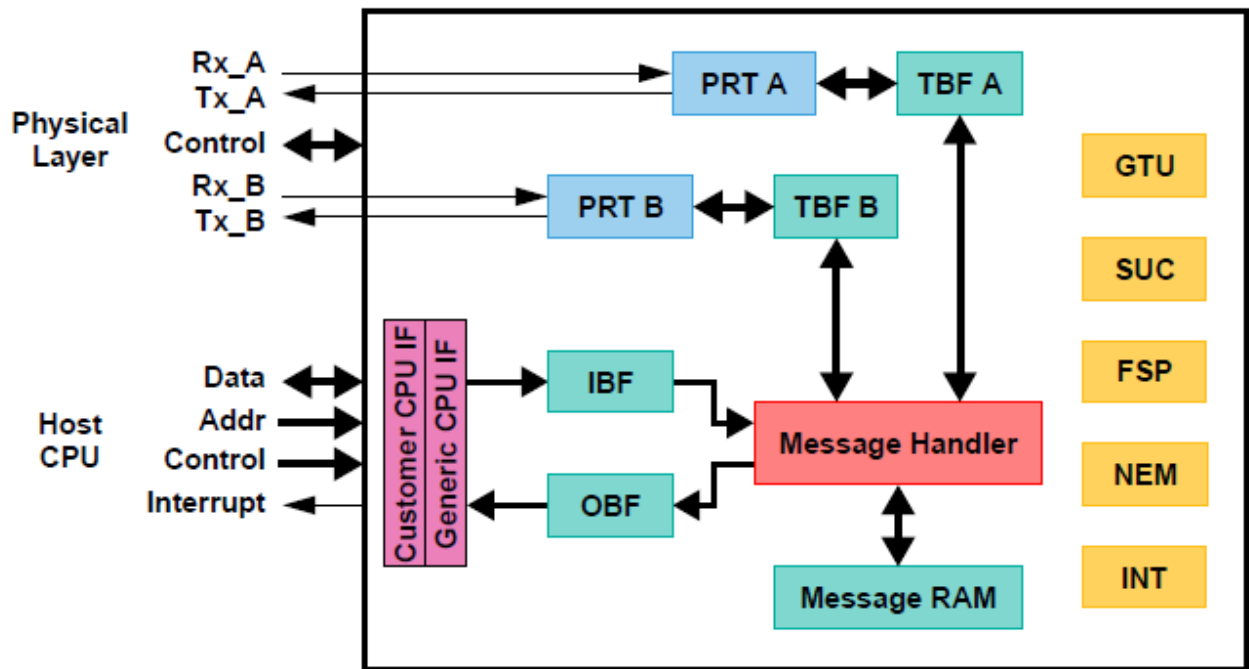 Rx_A
Tx_A
Physical
Layer
Control
Rx_B
Tx_B
PRT A
TBF A
PRT B
TBF B
GTU
SUC
FSP
NEM
INT
Host
CPU
Data
Addr
Control
Interrupt
Customer CPU IF
Generic CPU IF
IBF
OBF
Message Handler
Message RAM